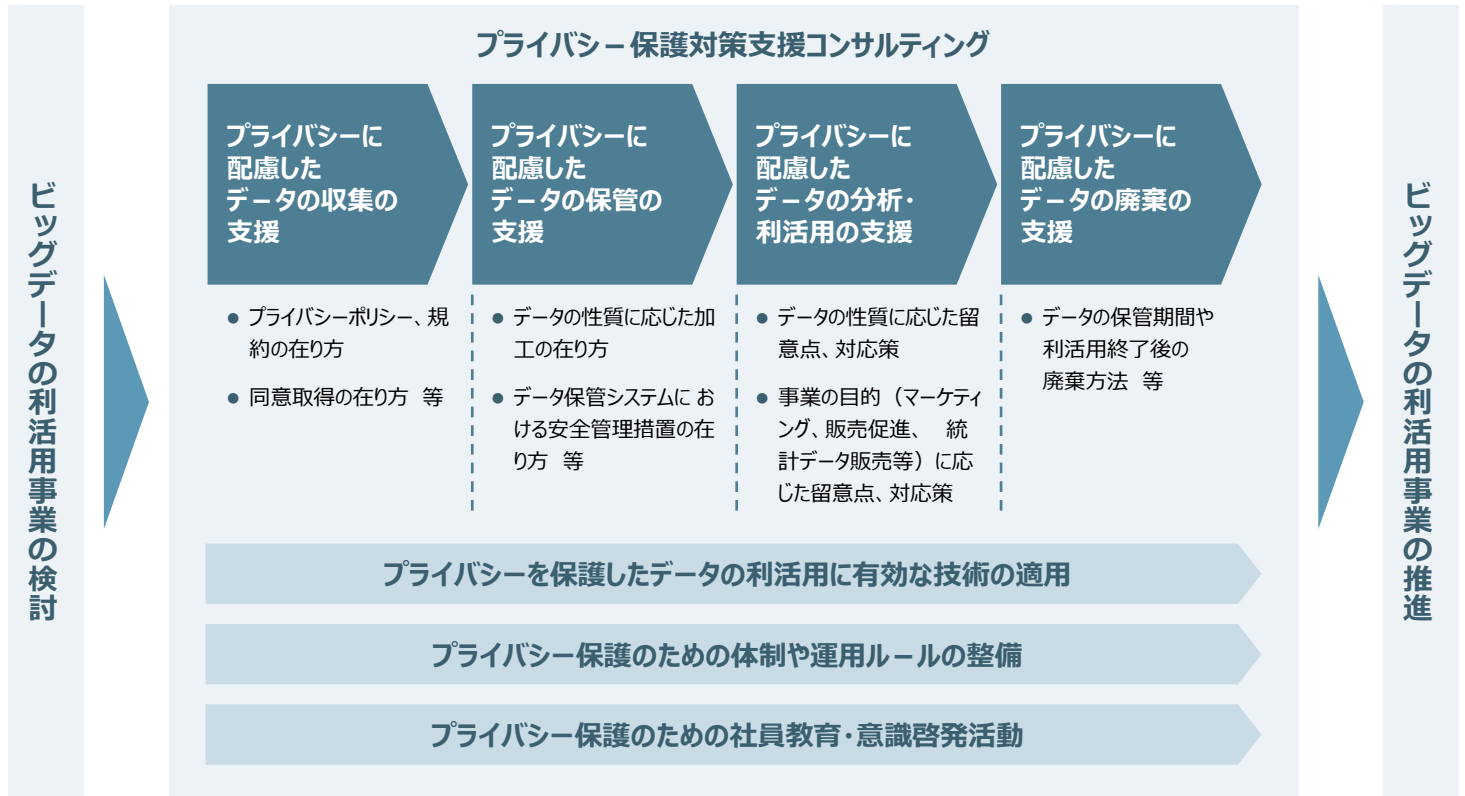 ビッグデータの利活用事業の検討
プライバシー保護対策支援コンサルティング
プライバシーに
配慮した
データの収集の
支援
プライバシーに
配慮した
データの保管の
支援
プライバシーに
配慮した
データの分析・
利活用の支援
プライバシーに
配慮した
データの廃棄の
支援
● プライバシーポリシー、規
約の在り方
● 同意取得の在り方 等
● データの性質に応じた加
工の在り方
● データ保管システムに お
ける安全管理措置の在
り方 等
● データの性質に応じた留
意点、対応策
● 事業の目的（マーケティ
ング、販売促進、 統
計データ販売等）に応
じた留意点、対応策
● データの保管期間や
利活用終了後の
廃棄方法 等
プライバシーを保護したデータの利活用に有効な技術の適用
プライバシー保護のための体制や運用ルールの整備
プライバシー保護のための社員教育・意識啓発活動
ビッグデータの利活用事業の推進